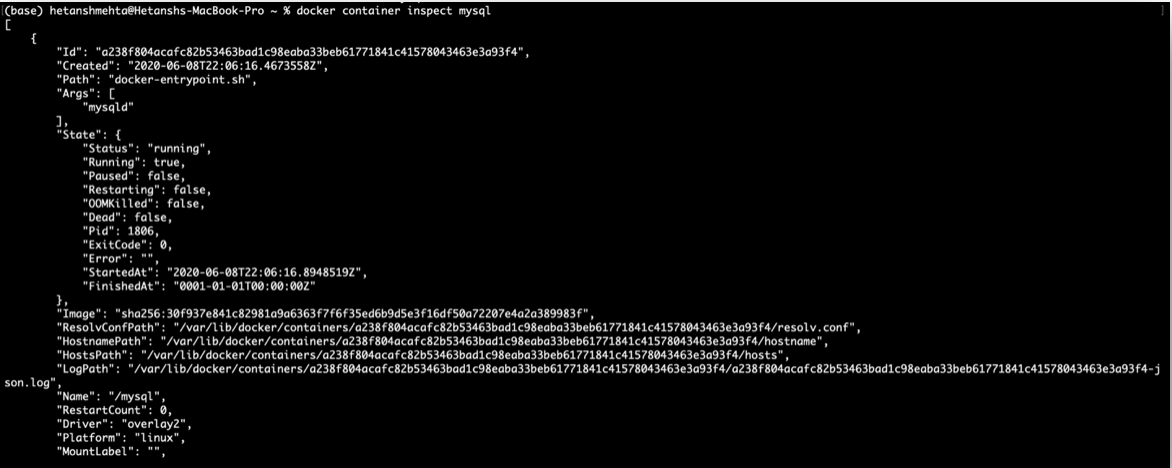 (base) hetanshmehta@Hetanshs-MacBook-Pro ~ % docker container inspect mysql
[
    {
        "Id": "a238f804acafc82b53463bad1c98eaba33beb61771841c41578043463e3a93f4",
        "Created": "2020-06-08T22:06:16.4673558Z",
        "Path": "docker-entrypoint.sh",
        "Args": [
            "mysqld"
        ],
        "State": {
            "Status": "running",
            "Running": true,
            "Paused": false,
            "Restarting": false,
            "OOMKilled": false,
            "Dead": false,
            "Pid": 1806,
            "ExitCode": 0,
            "Error": "",
            "StartedAt": "2020-06-08T22:06:16.8948519Z",
            "FinishedAt": "0001-01-01T00:00:00Z"
        },
        "Image": "sha256:30f937e841c82981a9a6363f7f6f35ed6b9d5e3f16df50a72207e4a2a389983f",
        "ResolvConfPath": "/var/lib/docker/containers/a238f804acafc82b53463bad1c98eaba33beb61771841c41578043463e3a93f4/resolv.conf",
        "HostnamePath": "/var/lib/docker/containers/a238f804acafc82b53463bad1c98eaba33beb61771841c41578043463e3a93f4/hostname",
        "HostsPath": "/var/lib/docker/containers/a238f804acafc82b53463bad1c98eaba33beb61771841c41578043463e3a93f4/hosts",
        "LogPath": "/var/lib/docker/containers/a238f804acafc82b53463bad1c98eaba33beb61771841c41578043463e3a93f4/a238f804acafc82b53463bad1c98eaba33beb61771841c41578043463e3a93f4-j
son.log",
        "Name": "/mysql",
        "RestartCount": 0,
        "Driver": "overlay2",
        "Platform": "linux",
        "MountLabel": "",